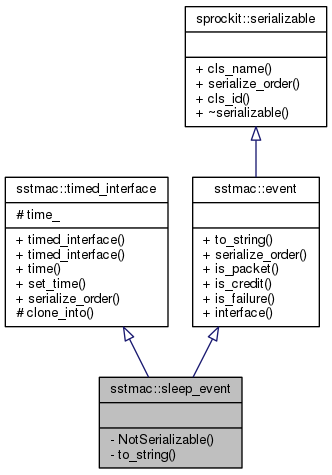 sprockit::serializable
+ cls_name()
+ serialize_order()
+ cls_id()
+ ~serializable()
sstmac::timed_interface
# time_
+ timed_interface()
+ timed_interface()
+ time()
+ set_time()
+ serialize_order()
# clone_into()
sstmac::event
+ to_string()
+ serialize_order()
+ is_packet()
+ is_credit()
+ is_failure()
+ interface()
sstmac::sleep_event
- NotSerializable()
- to_string()